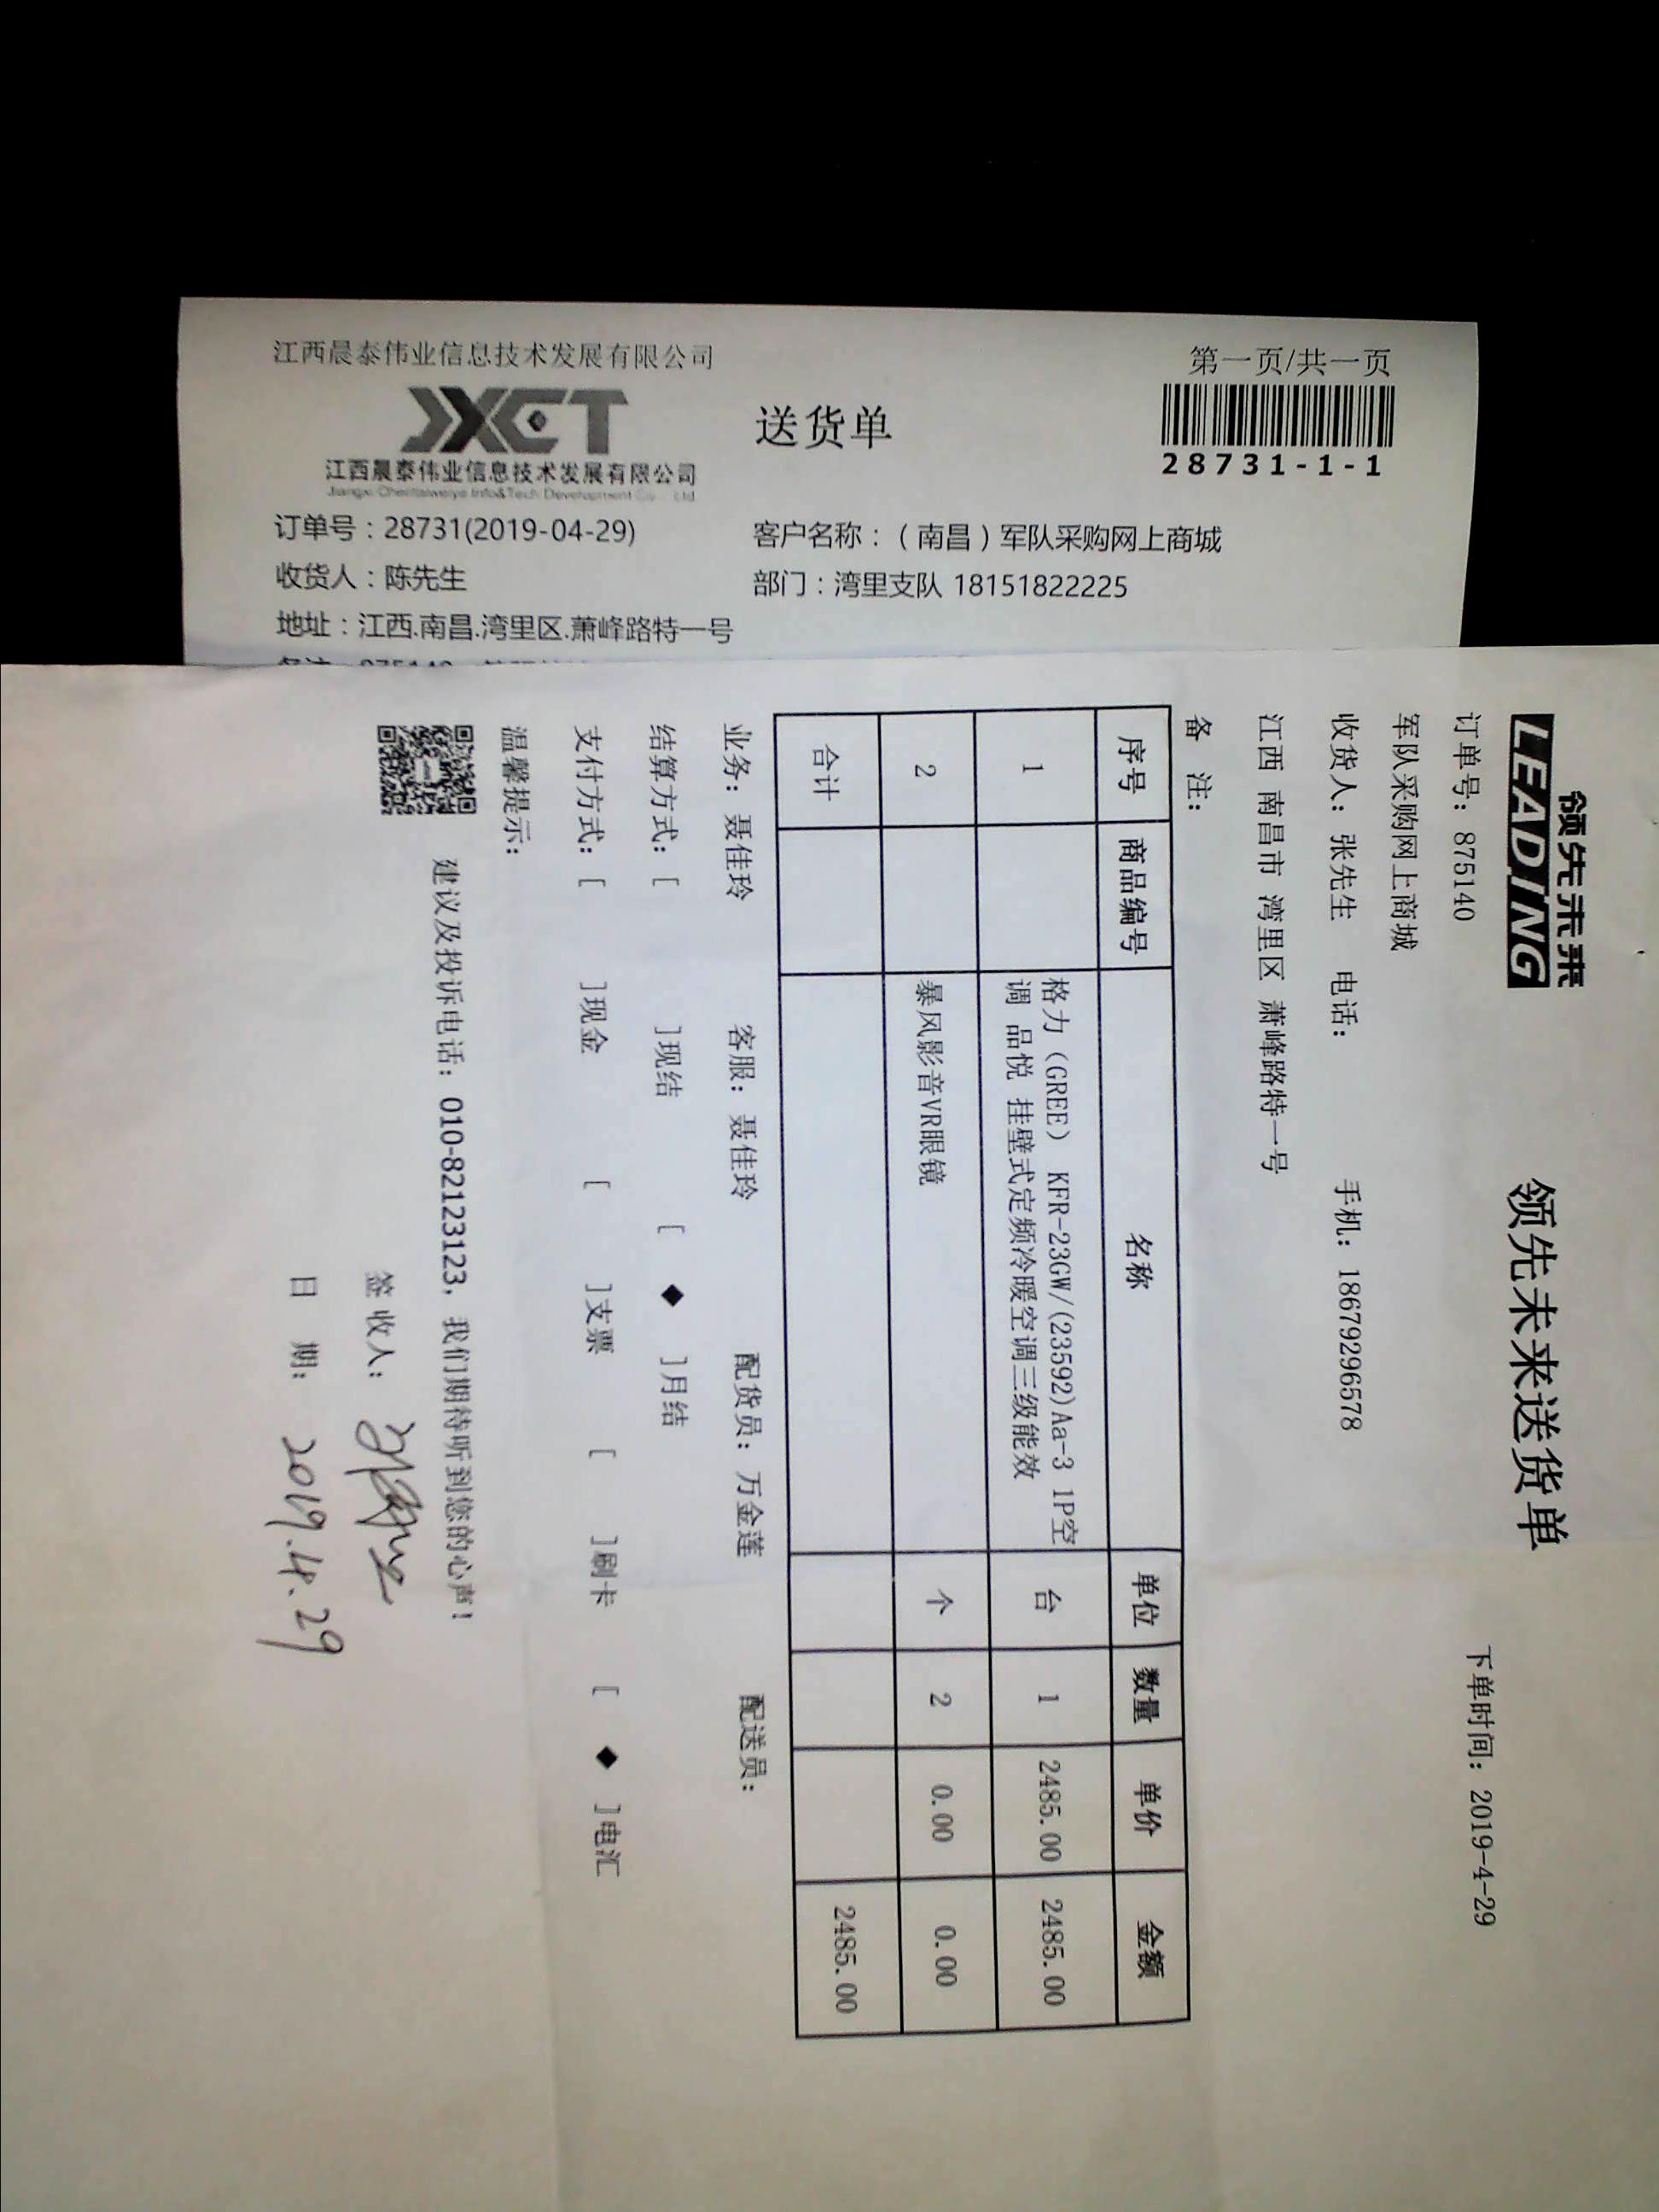 江西晨泰伟业信息技术发展有限公司
第一页/共一页
JXCT
送货单
28731-1-1
江西晨泰伟业信息技术发展有限公司
Jiangxi Chentaiweiye Info&Tech Development Co., Ltd
订单号：28731(2019-04-29)
客户名称：（南昌）军队采购网上商城
收货人：陈先生
部门：湾里支队 18151822225
地址：江西.南昌.湾里区.萧峰路特一号
领先未来
LEADING
领先未来送货单
订单号：875140
下单时间：2019-4-29
军队采购网上商城
收货人：张先生 电话： 手机：18679296578
江西 南昌市 湾里区 萧峰路特一号
备 注：
序号 商品编号 名称 单位 数量 单价 金额
1 格力（GREE） KFR-23GW/(23592)Aa-3 1P空 台 1 2485.00 2485.00
调 品悦 挂壁式定频冷暖空调三级能效
2 暴风影音VR眼镜 个 2 0.00 0.00
合计 2485.00
业务：聂佳玲 客服：聂佳玲 配货员：万金莲 配送员：
结算方式：[ ]现结 [ ◆ ]月结
支付方式：[ ]现金 [ ]支票 [ ]刷卡 [ ◆ ]电汇
温馨提示：
建议及投诉电话：010-82123123，我们期待听到您的心声！
签收人：
日 期： 2019.4.29